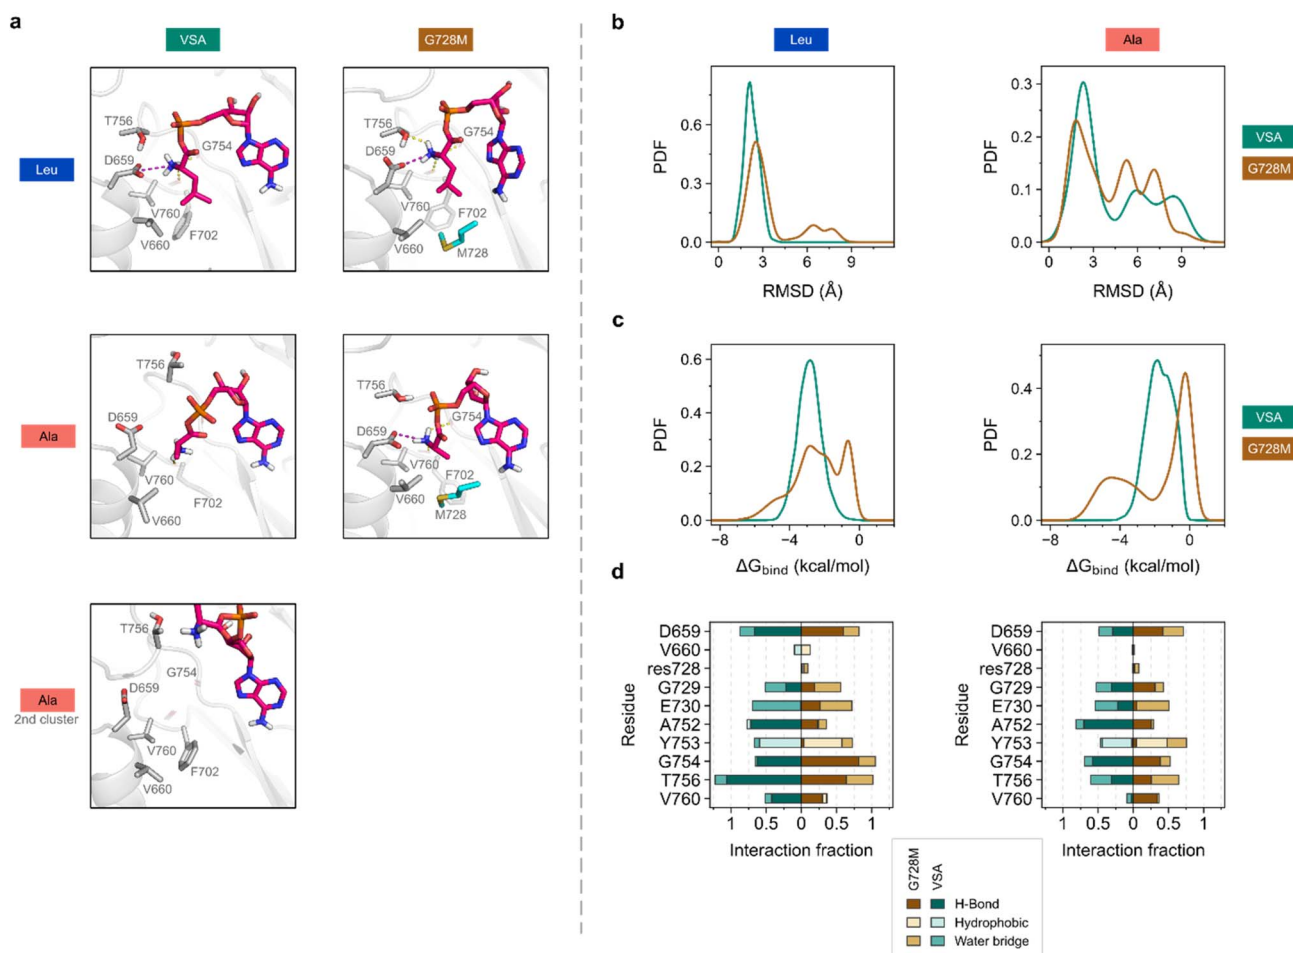 a
VSA
G728M
Leu
T756
D659
G754
V760
V660
F702
T756
D659
G754
V760
F702
V660
M728
Ala
T756
D659
V760
F702
V660
T756
G754
D659
V760
F702
V660
M728
Ala
2nd cluster
T756
G754
D659
V760
F702
V660
b
Leu
Ala
PDF
0.6
0.3
0.0
0 3 6 9
RMSD (Å)
PDF
0.3
0.2
0.1
0.0
0 3 6 9
RMSD (Å)
VSA
G728M
c
PDF
0.6
0.4
0.2
0.0
−8 −4 0
ΔGbind (kcal/mol)
PDF
0.4
0.2
0.0
−8 −4 0
ΔGbind (kcal/mol)
VSA
G728M
d
Residue
D659
V660
res728
G729
E730
A752
Y753
G754
T756
V760
1 0.5 0 0.5 1
Interaction fraction
Residue
D659
V660
res728
G729
E730
A752
Y753
G754
T756
V760
1 0.5 0 0.5 1
Interaction fraction
G728M
VSA
H-Bond
Hydrophobic
Water bridge